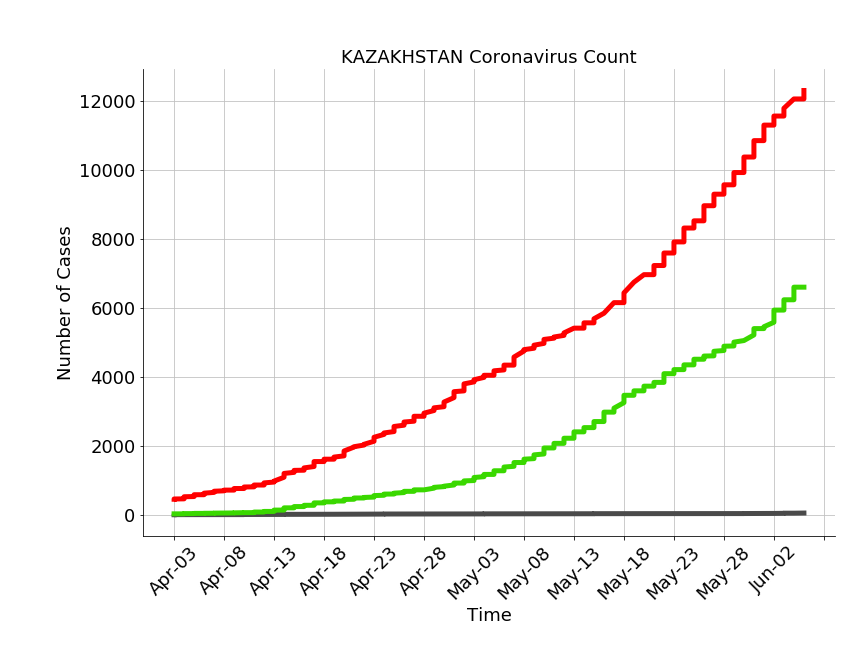 KAZAKHSTAN Coronavirus Count
Number of Cases
12000
10000
8000
6000
4000
2000
0
Apr-03
Apr-08
Apr-13
Apr-18
Apr-23
Apr-28
May-03
May-08
May-13
May-18
May-23
May-28
Jun-02
Time